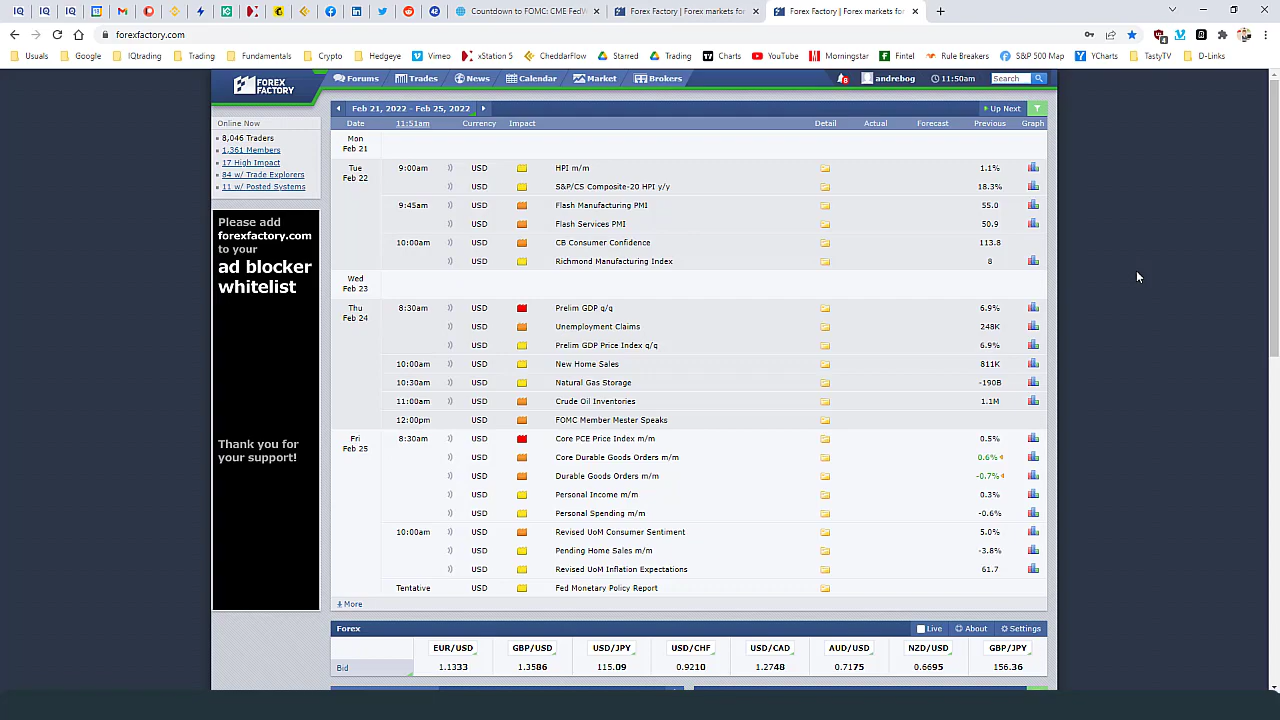 Countdown to FOMC: CME FedW
Forex Factory | Forex markets for
Forex Factory | Forex markets for
forexfactory.com
Usuals
Google
IQtrading
Trading
Fundamentals
Crypto
Hedgeye
Vimeo
xStation 5
CheddarFlow
Starred
Trading
Charts
YouTube
Morningstar
Fintel
Rule Breakers
S&P 500 Map
YCharts
TastyTV
D-Links
FOREX FACTORY
Forums
Trades
News
Calendar
Market
Brokers
andrebog
11:50am
Search
Online Now
8,046 Traders
1,361 Members
17 High Impact
84 w/ Trade Explorers
11 w/ Posted Systems
Please add
forexfactory.com
to your
ad blocker
whitelist
Thank you for
your support!
Feb 21, 2022 - Feb 25, 2022
Up Next
Date 11:51am Currency Impact Detail Actual Forecast Previous Graph
Mon
Feb 21
Tue
Feb 22
9:00am USD HPI m/m 1.1%
USD S&P/CS Composite-20 HPI y/y 18.3%
9:45am USD Flash Manufacturing PMI 55.0
USD Flash Services PMI 50.9
10:00am USD CB Consumer Confidence 113.8
USD Richmond Manufacturing Index 8
Wed
Feb 23
Thu
Feb 24
8:30am USD Prelim GDP q/q 6.9%
USD Unemployment Claims 248K
USD Prelim GDP Price Index q/q 6.9%
10:00am USD New Home Sales 811K
10:30am USD Natural Gas Storage -190B
11:00am USD Crude Oil Inventories 1.1M
12:00pm USD FOMC Member Mester Speaks
Fri
Feb 25
8:30am USD Core PCE Price Index m/m 0.5%
USD Core Durable Goods Orders m/m 0.6%
USD Durable Goods Orders m/m -0.7%
USD Personal Income m/m 0.3%
USD Personal Spending m/m -0.6%
10:00am USD Revised UoM Consumer Sentiment 5.0%
USD Pending Home Sales m/m -3.8%
USD Revised UoM Inflation Expectations 61.7
Tentative USD Fed Monetary Policy Report
More
Forex
Live
About
Settings
EUR/USD GBP/USD USD/JPY USD/CHF USD/CAD AUD/USD NZD/USD GBP/JPY
Bid 1.1333 1.3586 115.09 0.9210 1.2748 0.7175 0.6695 156.36